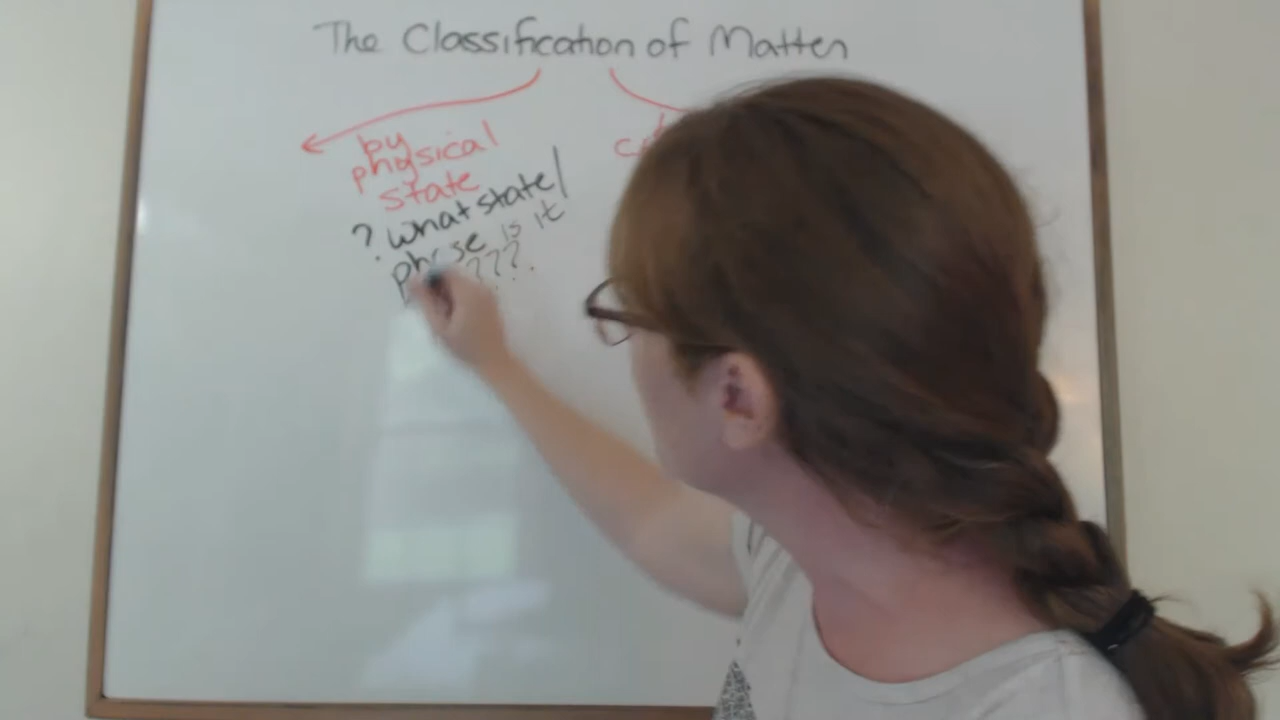 The Classification of Matter
by
physical
state
? what state/
phase is it
???